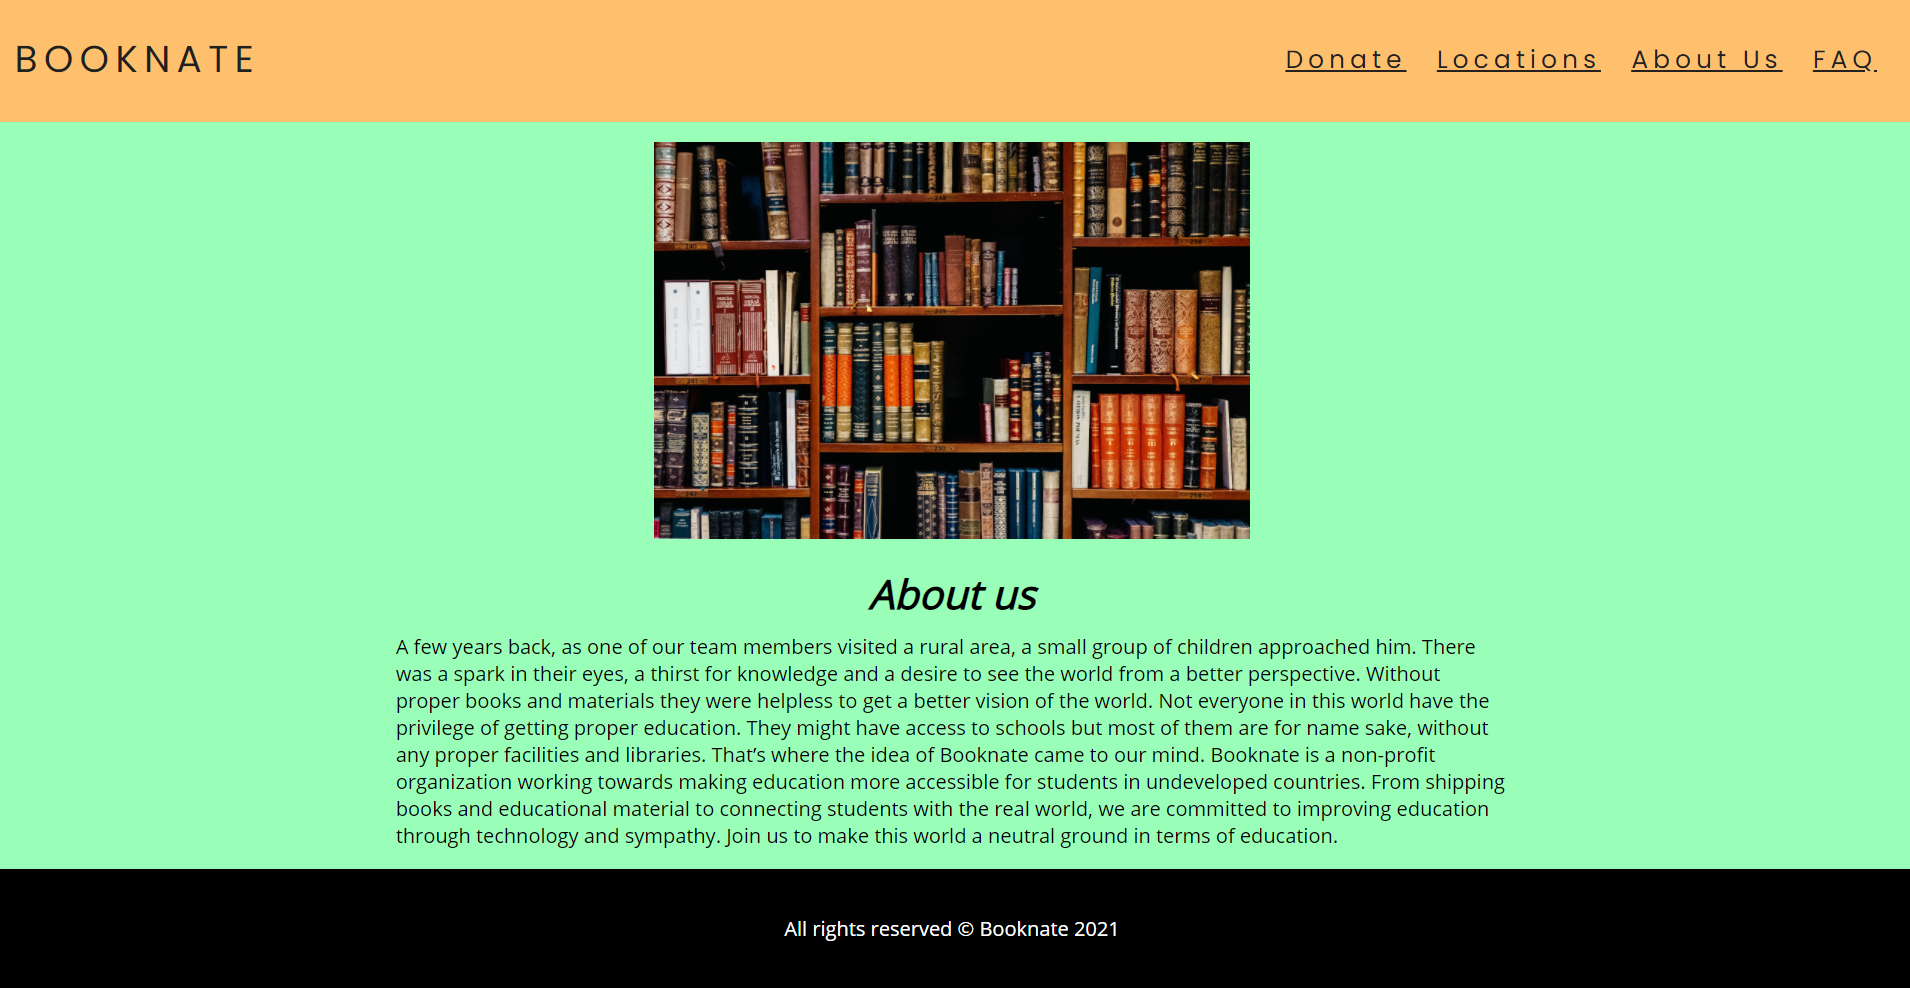 BOOKNATE
Donate Locations About Us FAQ
About us
A few years back, as one of our team members visited a rural area, a small group of children approached him. There
was a spark in their eyes, a thirst for knowledge and a desire to see the world from a better perspective. Without
proper books and materials they were helpless to get a better vision of the world. Not everyone in this world have the
privilege of getting proper education. They might have access to schools but most of them are for name sake, without
any proper facilities and libraries. That’s where the idea of Booknate came to our mind. Booknate is a non-profit
organization working towards making education more accessible for students in undeveloped countries. From shipping
books and educational material to connecting students with the real world, we are committed to improving education
through technology and sympathy. Join us to make this world a neutral ground in terms of education.
All rights reserved © Booknate 2021